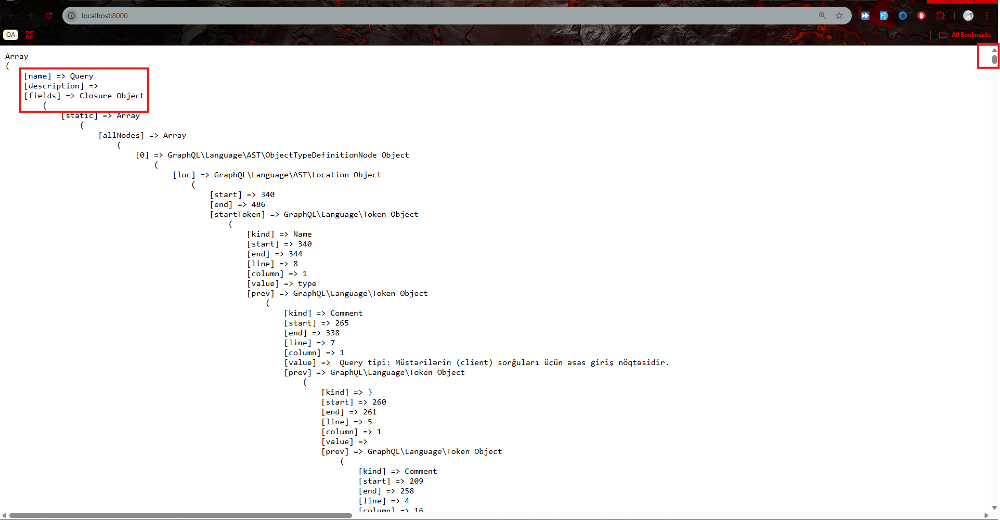 localhost:8000
QA
All Bookmarks
Array
(
[name] => Query
[description] =>
[fields] => Closure Object
(
[static] => Array
(
[allNodes] => Array
(
[0] => GraphQL\Language\AST\ObjectTypeDefinitionNode Object
(
[loc] => GraphQL\Language\AST\Location Object
(
[start] => 340
[end] => 486
[startToken] => GraphQL\Language\Token Object
(
[kind] => Name
[start] => 340
[end] => 344
[line] => 8
[column] => 1
[value] => type
[prev] => GraphQL\Language\Token Object
(
[kind] => Comment
[start] => 265
[end] => 338
[line] => 7
[column] => 1
[value] =>  Query tipi: Müştərilərin (client) sorğuları üçün əsas giriş nöqtəsidir.
[prev] => GraphQL\Language\Token Object
(
[kind] => }
[start] => 260
[end] => 261
[line] => 5
[column] => 1
[value] =>
[prev] => GraphQL\Language\Token Object
(
[kind] => Comment
[start] => 209
[end] => 258
[line] => 4
[column] => 16